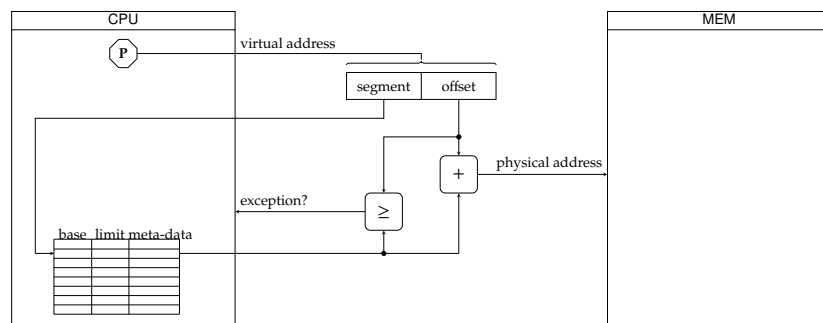 CPU
MEM
P
virtual address
segment
offset
+
physical address
exception?
≥
base limit meta-data